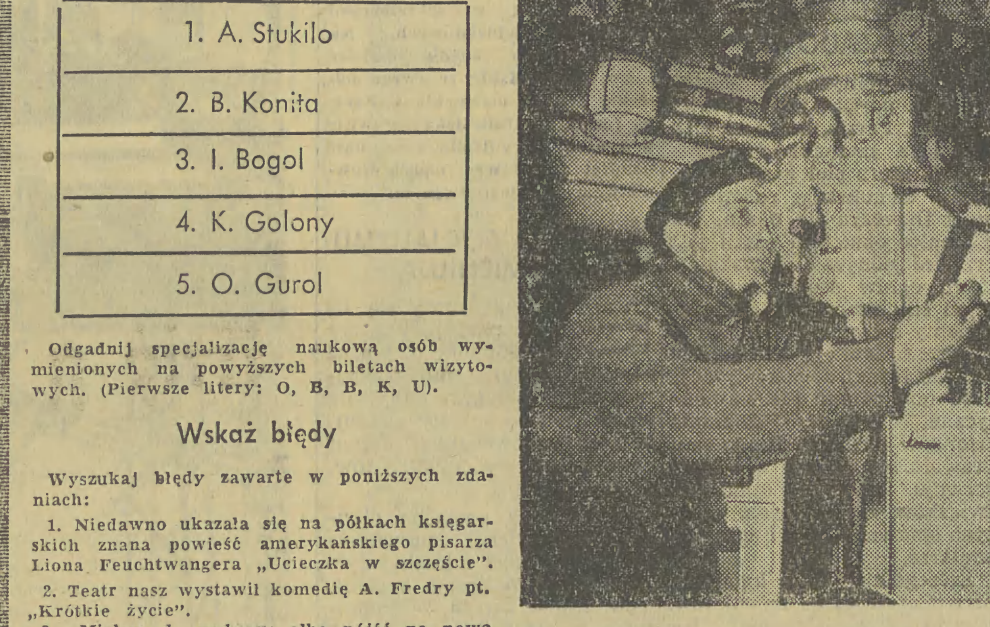 1. A. Stukilo
2. B. Konita
3. I. Bogol
4. K. Golony
5. O. Gurol
Odgadnij specjalizację naukową osób wy-
mienionych na powyższych biletach wizyto-
wych. (Pierwsze litery: O, B, B, K, U).
Wskaż błędy
Wyszukaj błędy zawarte w poniższych zda-
niach:
1. Niedawno ukazała się na półkach księgar-
skich znana powieść amerykańskiego pisarza
Liona Feuchtwangera „Ucieczka w szczęście”.
2. Teatr nasz wystawił komedię A. Fredry pt.
„Krótkie życie”.